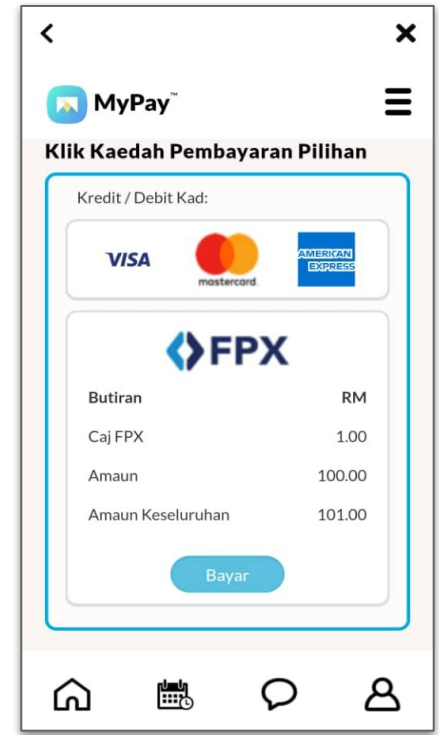 MyPay™
Klik Kaedah Pembayaran Pilihan
Kredit / Debit Kad:
VISA
mastercard.
AMERICAN
EXPRESS
FPX
Butiran RM
Caj FPX 1.00
Amaun 100.00
Amaun Keseluruhan 101.00
Bayar